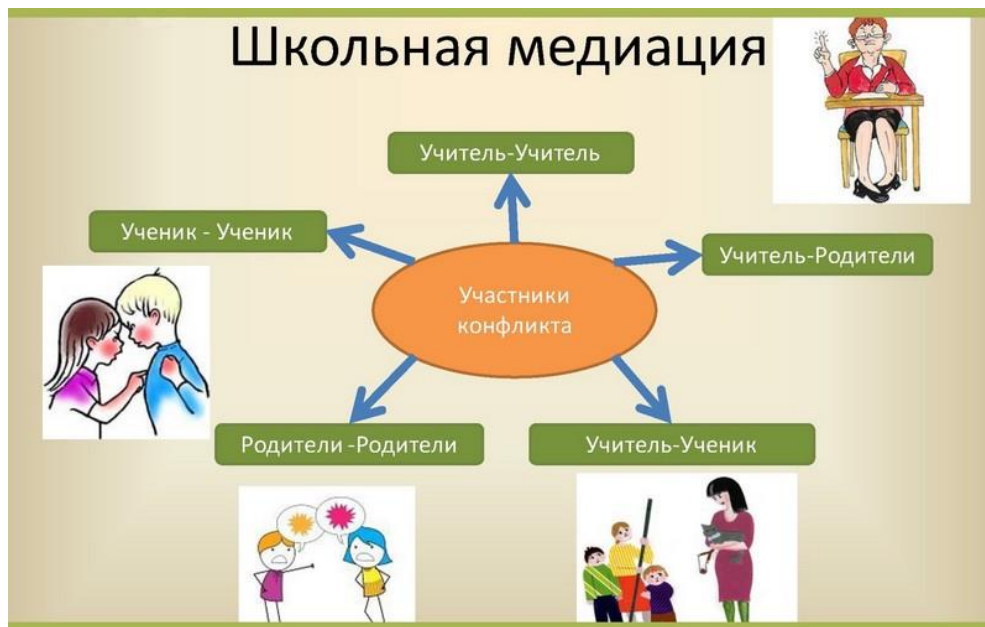 Школьная медиация
Учитель-Учитель
Ученик - Ученик
Учитель-Родители
Участники
конфликта
Родители -Родители
Учитель-Ученик